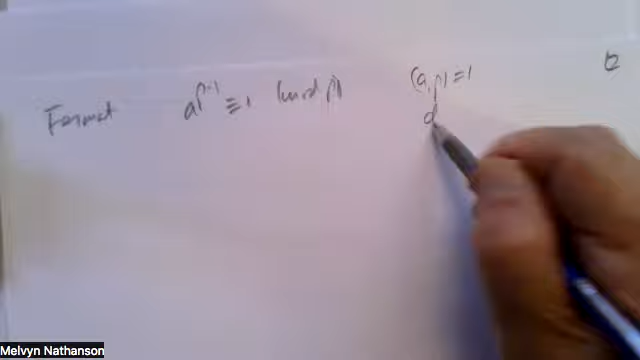 Fermat a^{p-1} ≡ 1 (mod p) (a, p) = 1
d
Melvyn Nathanson